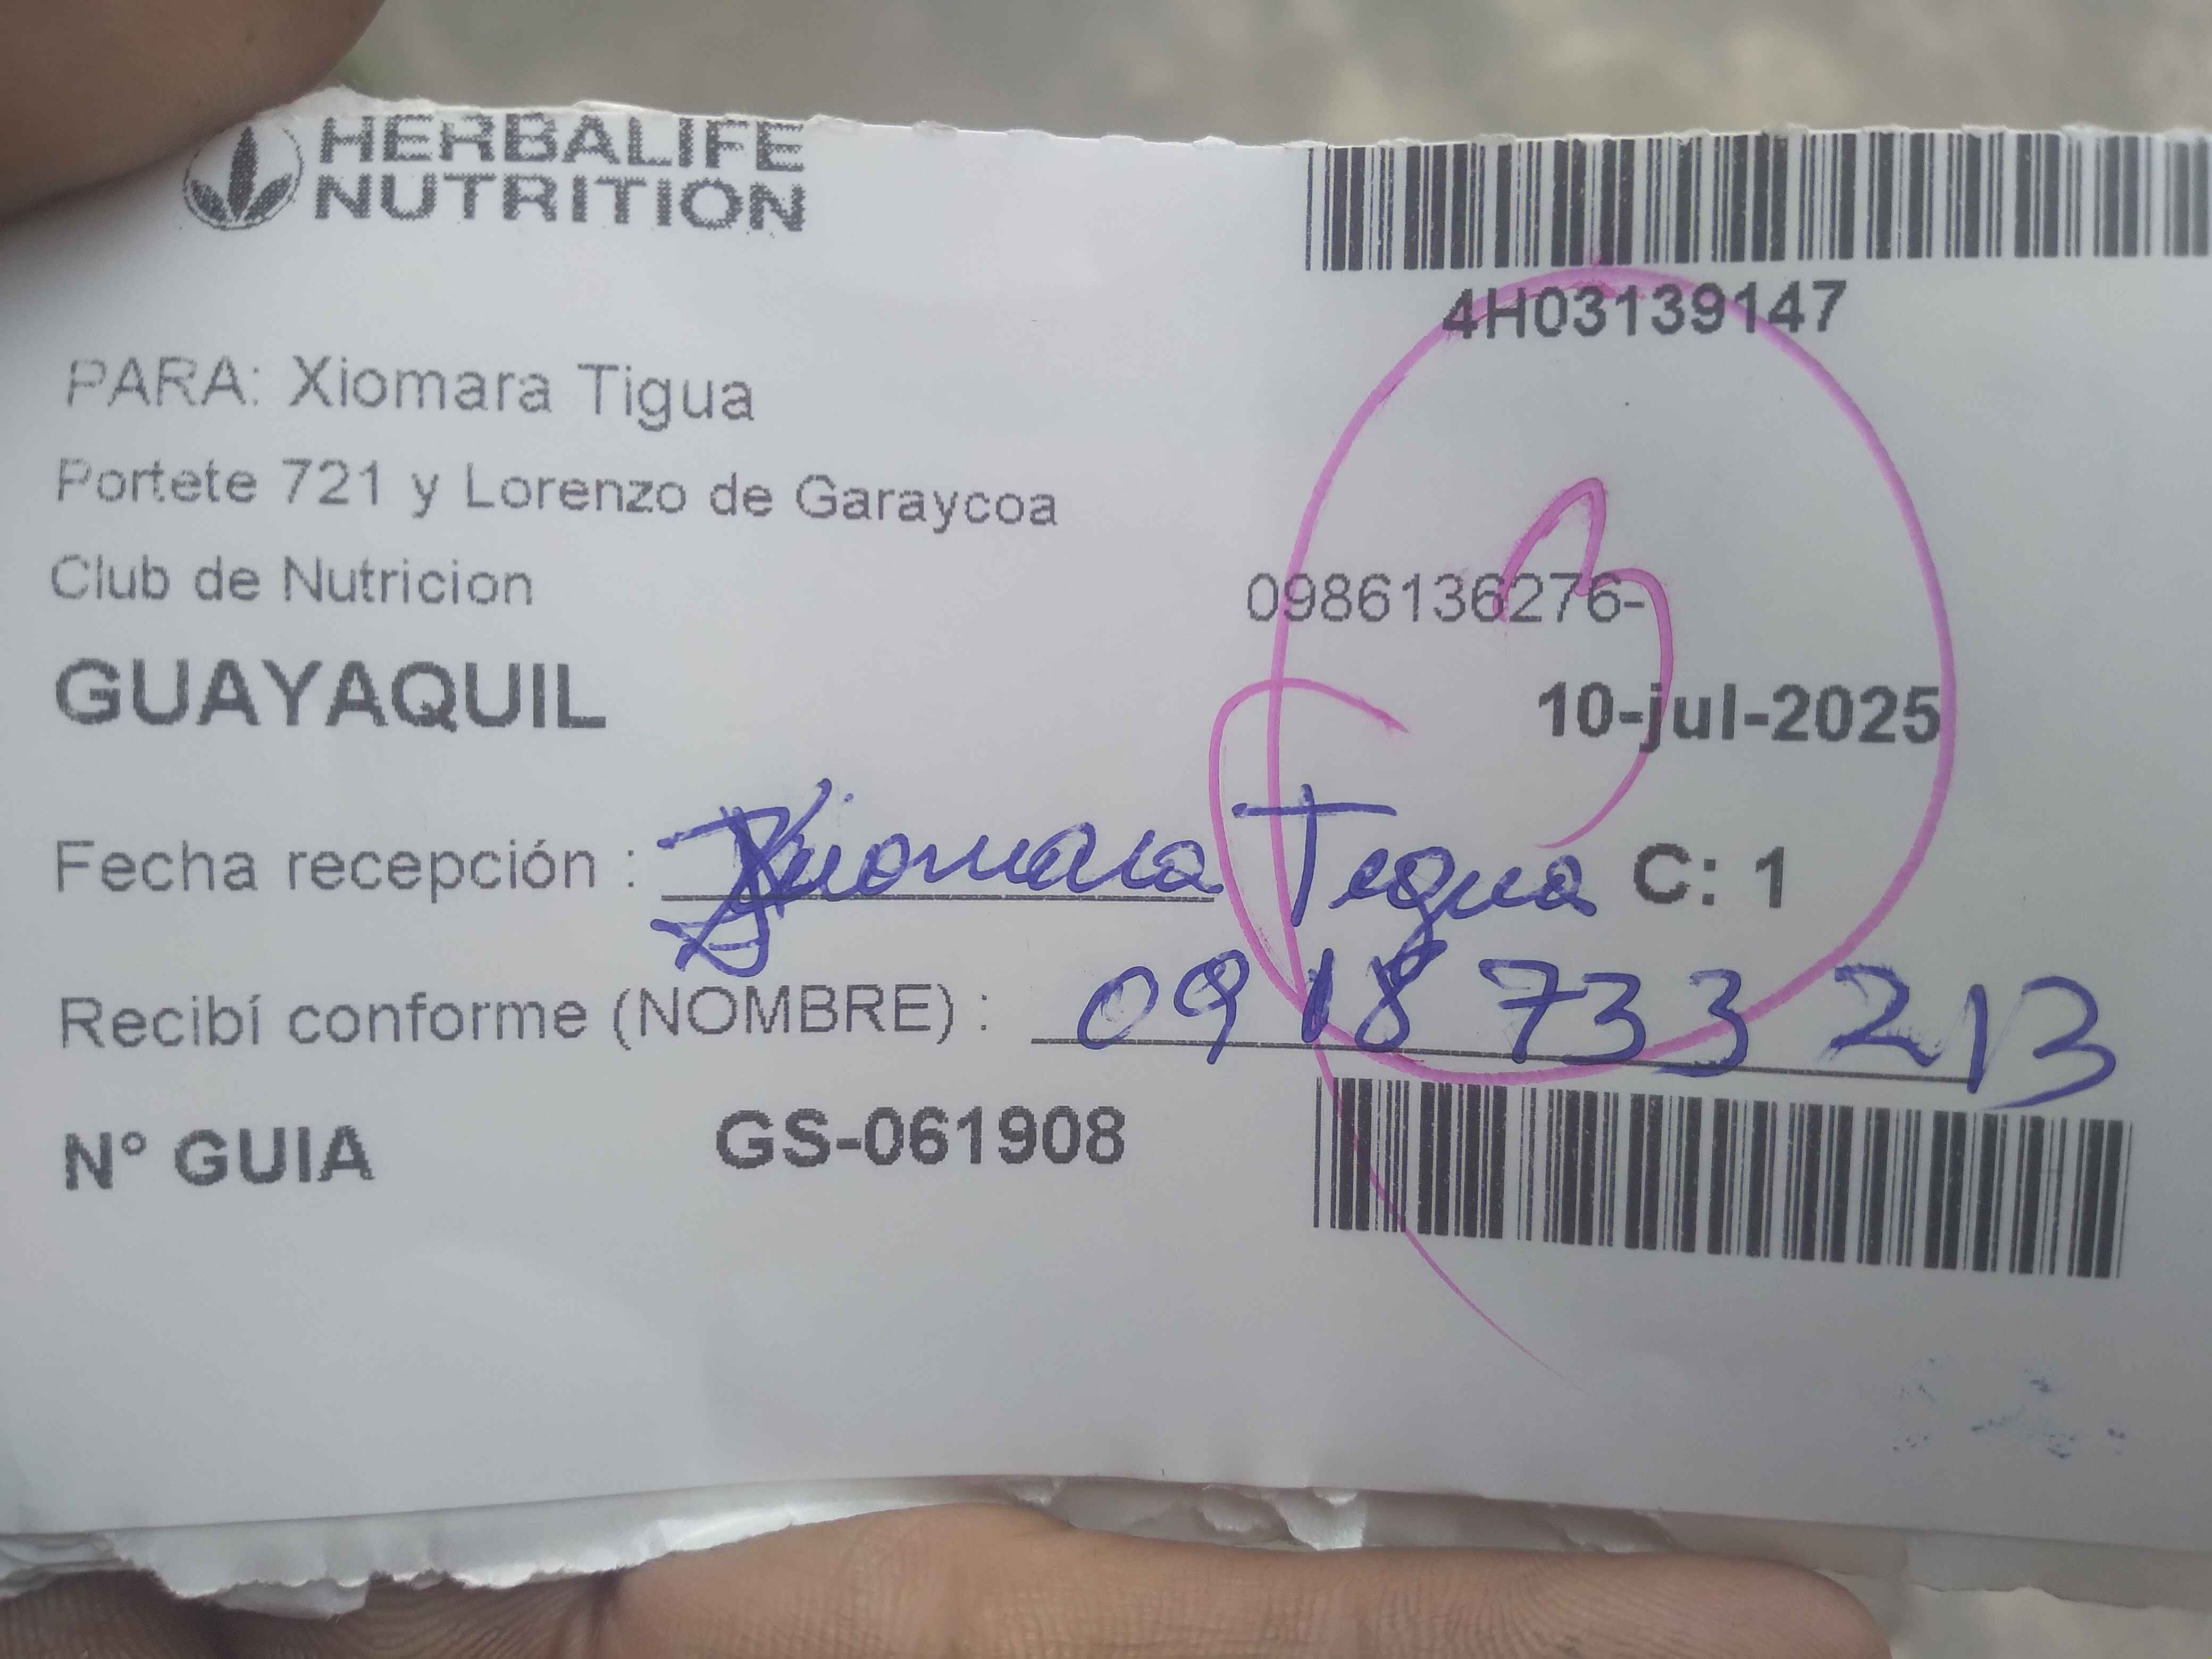 HERBALIFE
NUTRITION
4H03139147
PARA: Xiomara Tigua
Portete 721 y Lorenzo de Garaycoa
Club de Nutricion
0986136276-
3
GUAYAQUIL
10-jul-2025
Fecha recepción : Xiomara Tigua C: 1
Recibí conforme (NOMBRE) : 0918733213
N° GUIA GS-061908